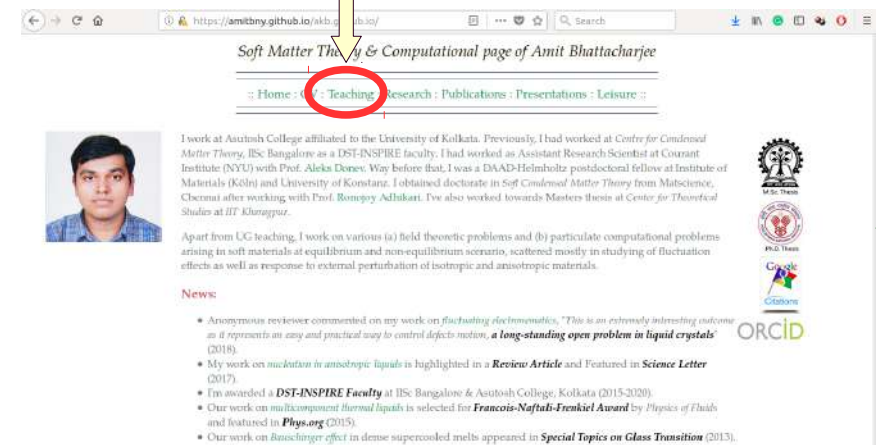 https://amitbny.github.io/akb.github.io/
Search
Soft Matter Theory & Computational page of Amit Bhattacharjee
:: Home : CV : Teaching : Research : Publications : Presentations : Leisure ::
I work at Asutosh College affiliated to the University of Kolkata. Previously, I had worked at Centre for Condensed
Matter Theory, IISc Bangalore as a DST-INSPIRE faculty. I had worked as Assistant Research Scientist at Courant
Institute (NYU) with Prof. Aleks Donev. Way before that, I was a DAAD-Helmholtz postdoctoral fellow at Institute of
Materials (Köln) and University of Konstanz. I obtained doctorate in Soft Condensed Matter Theory from Matscience,
Chennai after working with Prof. Ronojoy Adhikari. I've also worked towards Masters thesis at Center for Theoretical
Studies at IIT Kharagpur.
Apart from UG teaching, I work on various (a) field theoretic problems and (b) particulate computational problems
arising in soft materials at equilibrium and non-equilibrium scenario, scattered mostly in studying of fluctuation
effects as well as response to external perturbation of isotropic and anisotropic materials.
News:
• Anonymous reviewer commented on my work on fluctuating electronematics, "This is an extremely interesting outcome
as it represents an easy and practical way to control defects motion, a long-standing open problem in liquid crystals"
(2018).
• My work on nucleation in anisotropic liquids is highlighted in a Review Article and Featured in Science Letter
(2017).
• I'm awarded a DST-INSPIRE Faculty at IISc Bangalore & Asutosh College, Kolkata (2015-2020).
• Our work on multicomponent thermal liquids is selected for Francois-Naftali-Frenkiel Award by Physics of Fluids
and featured in Phys.org (2015).
• Our work on Bauschinger effect in dense supercooled melts appeared in Special Topics on Glass Transition (2013).
M.Sc. Thesis
Ph.D. Thesis
Google
Citations
ORCID